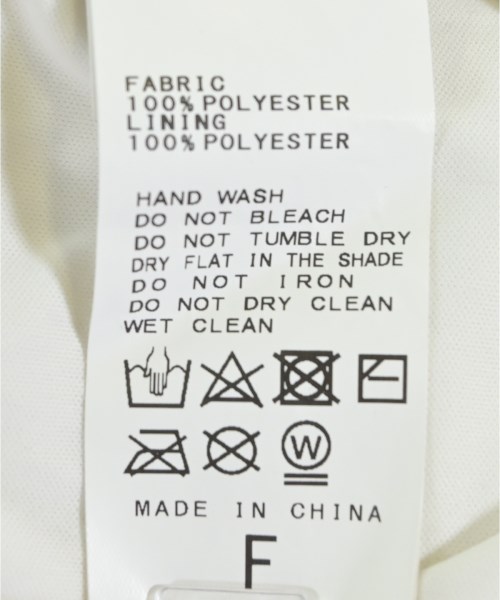 FABRIC
100% POLYESTER
LINING
100% POLYESTER
HAND WASH
DO NOT BLEACH
DO NOT TUMBLE DRY
DRY FLAT IN THE SHADE
DO NOT IRON
DO NOT DRY CLEAN
WET CLEAN
W
MADE IN CHINA
F